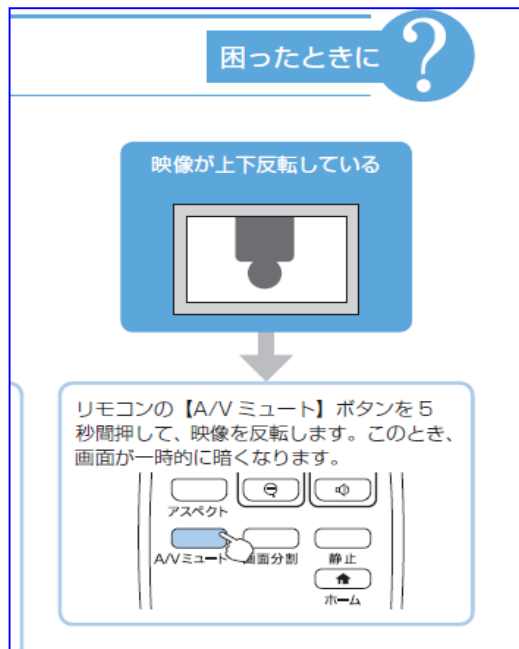 困ったときに
?
映像が上下反転している
リモコンの【A/V ミュート】ボタンを 5
秒間押して、映像を反転します。このとき、
画面が一時的に暗くなります。
アスペクト
A/Vミュート 画面分割 静止
ホーム